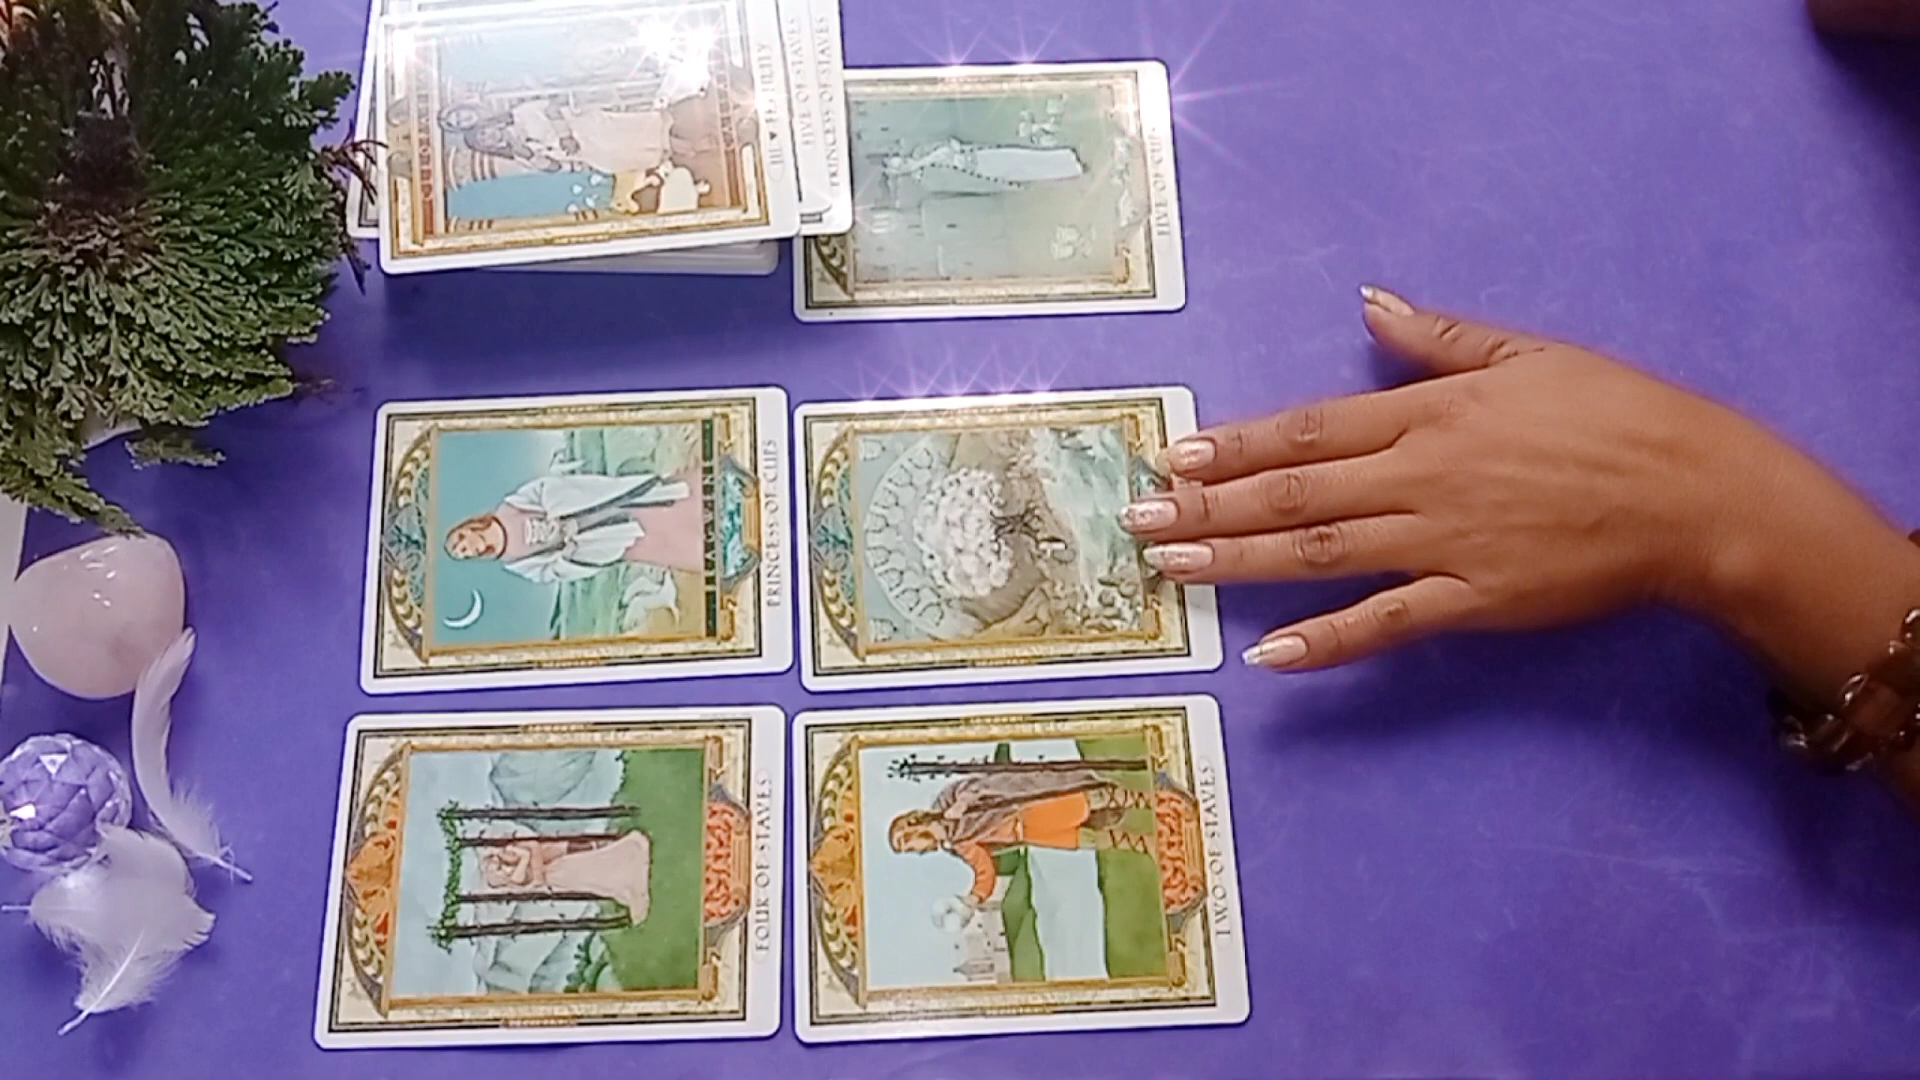 FIVE OF STAVES
PRINCESS OF STAVES
FIVE OF CUPS
PRINCESS OF CUPS
FOUR OF STAVES
TWO OF STAVES